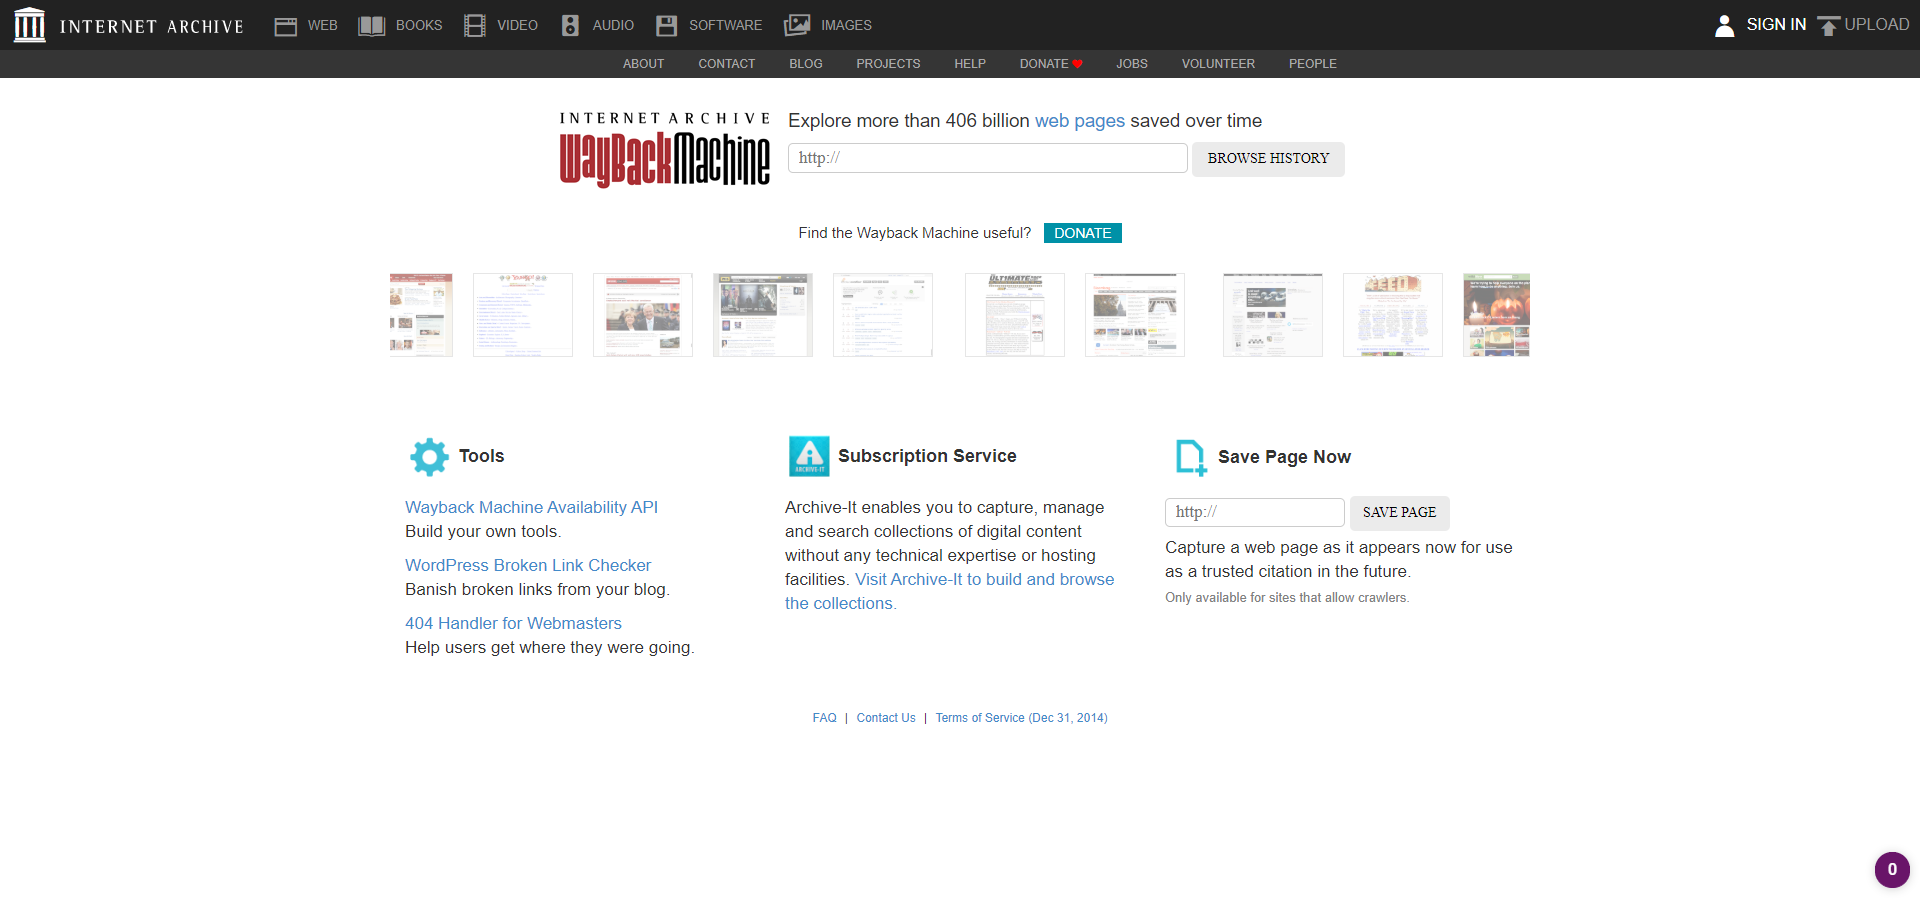 INTERNET ARCHIVE
WEB
BOOKS
VIDEO
AUDIO
SOFTWARE
IMAGES
SIGN IN
UPLOAD
ABOUT
CONTACT
BLOG
PROJECTS
HELP
DONATE
JOBS
VOLUNTEER
PEOPLE
INTERNET ARCHIVE
WayBackMachine
Explore more than 406 billion web pages saved over time
http://
BROWSE HISTORY
Find the Wayback Machine useful?
DONATE
ULTIMATE
Tools
Wayback Machine Availability API
Build your own tools.
WordPress Broken Link Checker
Banish broken links from your blog.
404 Handler for Webmasters
Help users get where they were going.
ARCHIVE-IT
Subscription Service
Archive-It enables you to capture, manage
and search collections of digital content
without any technical expertise or hosting
facilities. Visit Archive-It to build and browse
the collections.
Save Page Now
http://
SAVE PAGE
Capture a web page as it appears now for use
as a trusted citation in the future.
Only available for sites that allow crawlers.
FAQ | Contact Us | Terms of Service (Dec 31, 2014)
0